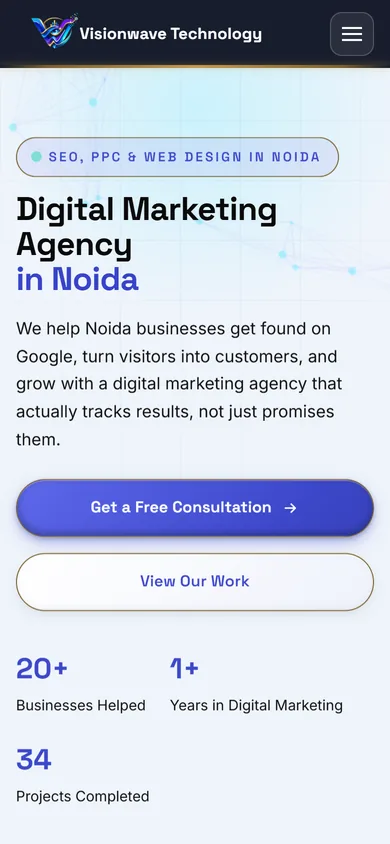 Visionwave Technology
SEO, PPC & WEB DESIGN IN NOIDA
Digital Marketing
Agency
in Noida
We help Noida businesses get found on
Google, turn visitors into customers, and
grow with a digital marketing agency that
actually tracks results, not just promises
them.
Get a Free Consultation →
View Our Work
20+ 1+
Businesses Helped Years in Digital Marketing
34
Projects Completed